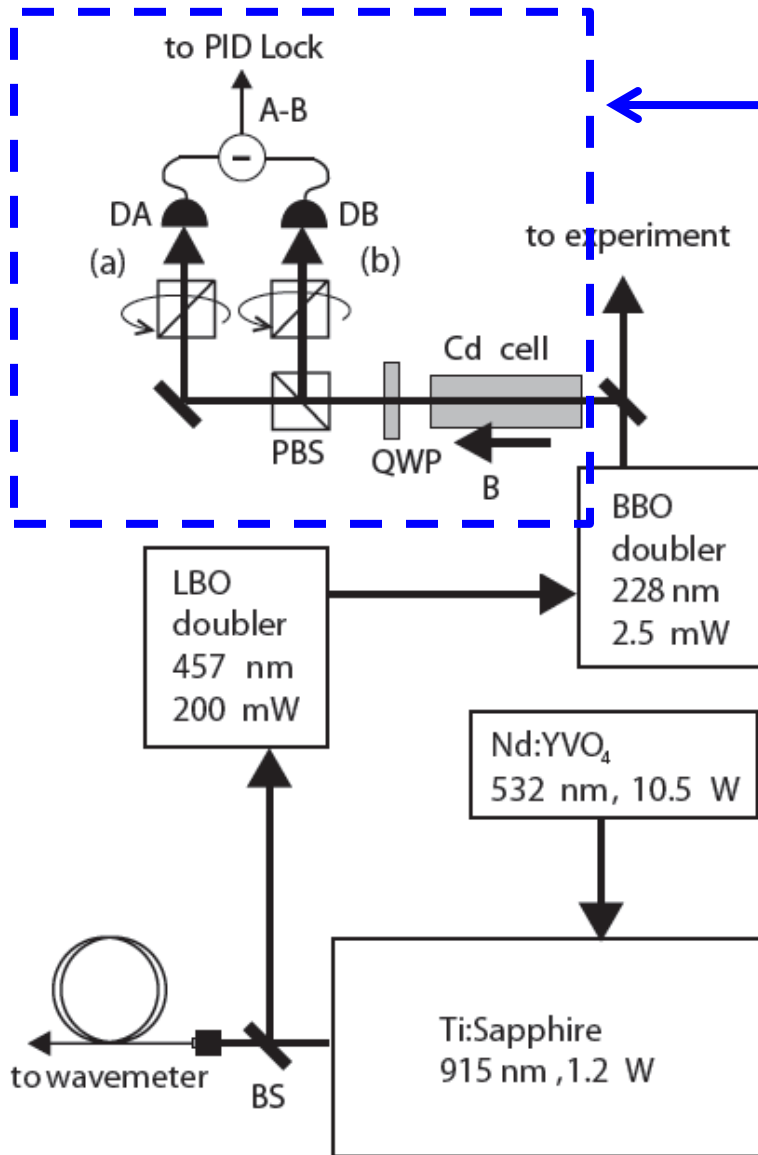 to PID Lock
A-B
-
DA
DB
(a)
(b)
to experiment
Cd cell
PBS
QWP
B
BBO
doubler
228 nm
2.5 mW
LBO
doubler
457 nm
200 mW
Nd:YVO₄
532 nm, 10.5 W
Ti:Sapphire
915 nm ,1.2 W
to wavemeter
BS